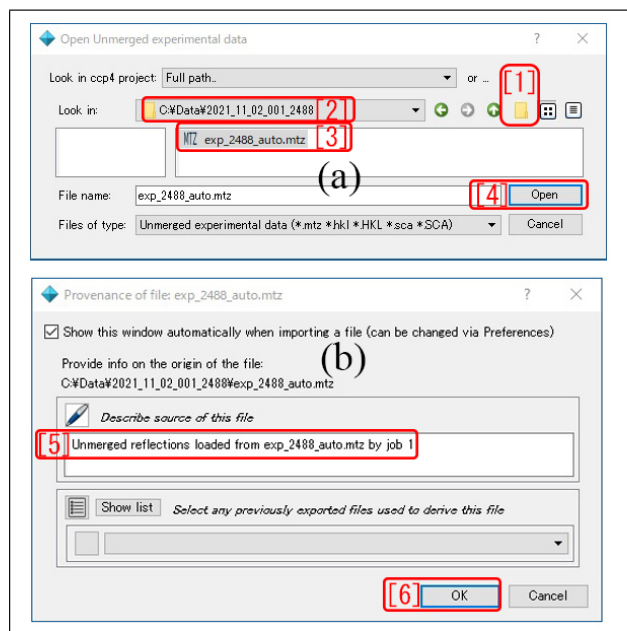 Open Unmerged experimental data ? ×
Look in ccp4 project: Full path.. or ..
[1]
Look in: C:¥Data¥2021_11_02_001_2488 [2]
MTZ exp_2488_auto.mtz [3]
(a)
File name: exp_2488_auto.mtz [4] Open
Files of type: Unmerged experimental data (*.mtz *hkl *.HKL *.sca *.SCA) Cancel
Provenance of file: exp_2488_auto.mtz ? ×
Show this window automatically when importing a file (can be changed via Preferences)
(b)
Provide info on the origin of the file:
C:¥Data¥2021_11_02_001_2488¥exp_2488_auto.mtz
Describe source of this file
[5] Unmerged reflections loaded from exp_2488_auto.mtz by job 1
Show list Select any previously exported files used to derive this file
[6] OK Cancel